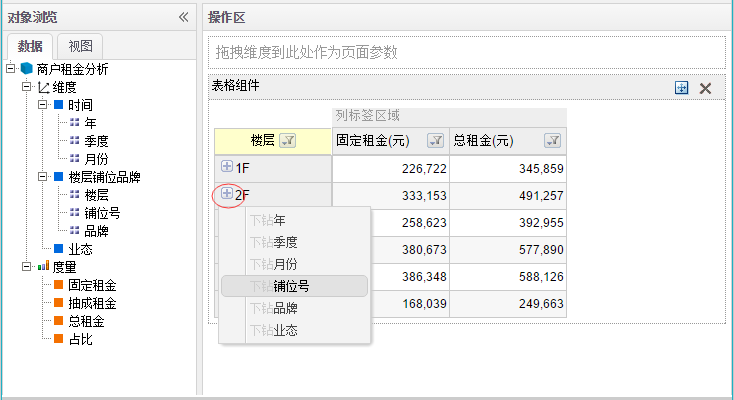 对象浏览
数据 视图
商户租金分析
维度
时间
年
季度
月份
楼层铺位品牌
楼层
铺位号
品牌
业态
度量
固定租金
抽成租金
总租金
占比
操作区
拖拽维度到此处作为页面参数
表格组件
列标签区域
楼层 固定租金(元) 总租金(元)
1F 226,722 345,859
2F 333,153 491,257
258,623 392,955
380,673 577,890
386,348 588,126
168,039 249,663
下钻年
下钻季度
下钻月份
下钻铺位号
下钻品牌
下钻业态